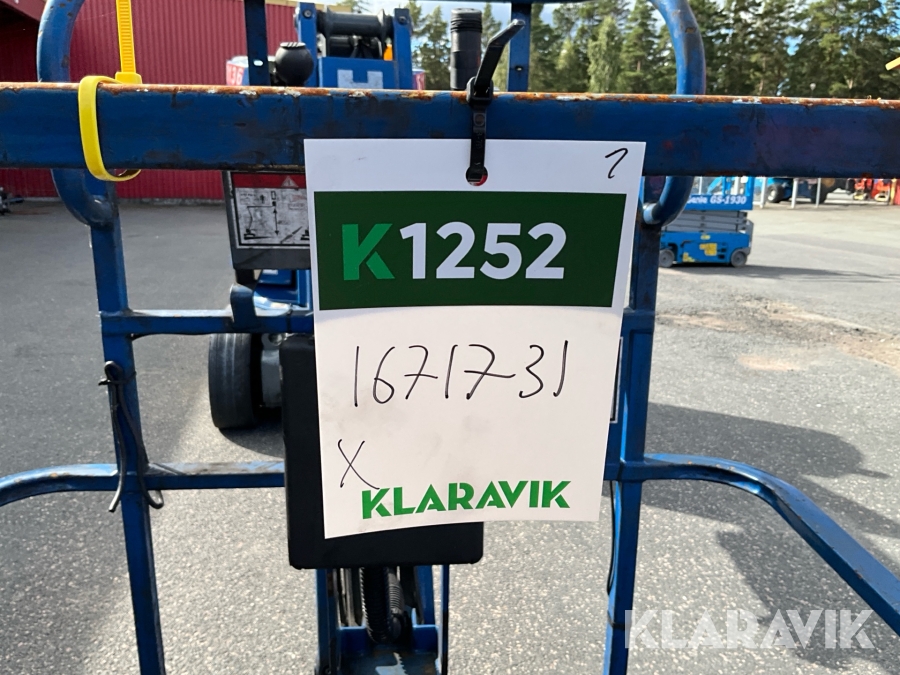 1
K1252
1671731
X
KLARAVIK
Genie GS-1930
H
KLARAVIK